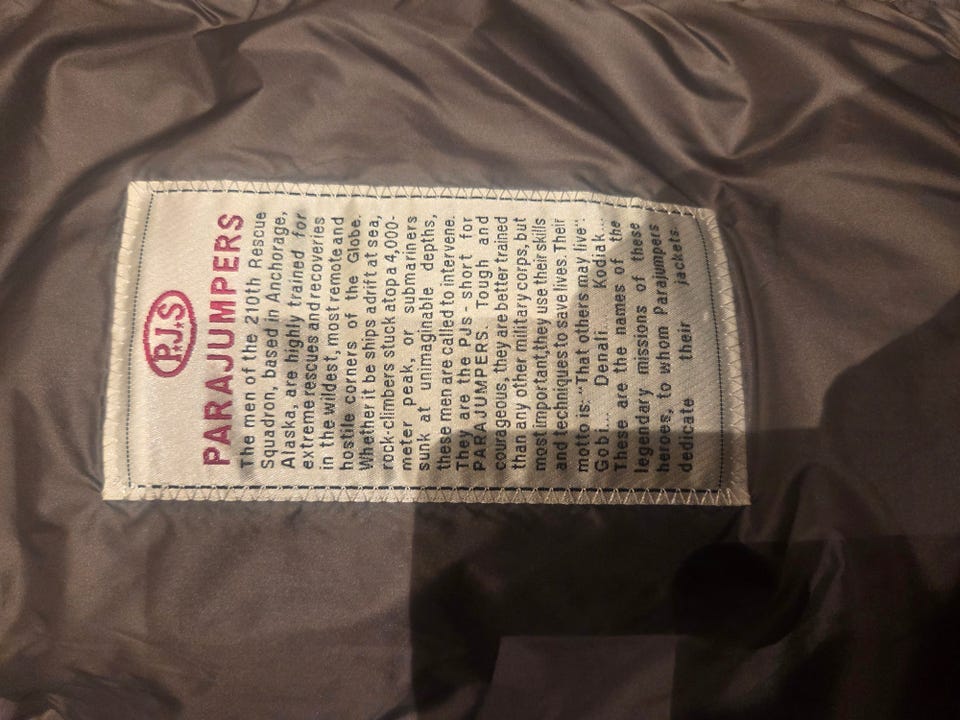 P.J.S
PARAJUMPERS
The men of the 210th Rescue
Squadron, based in Anchorage,
Alaska, are highly trained for
extreme rescues and recoveries
in the wildest, most remote and
hostile corners of the Globe.
Whether it be ships adrift at sea,
rock-climbers stuck atop a 4,000-
meter peak, or submariners
sunk at unimaginable depths,
these men are called to intervene.
They are the PJs - short for
PARAJUMPERS. Tough and
courageous, they are better trained
than any other military corps, but
most important, they use their skills
and techniques to save lives. Their
motto is:"That others may live".
Gobi... Denali... Kodiak...
These are the names of the
legendary missions of these
heroes, to whom Parajumpers
dedicate their jackets.